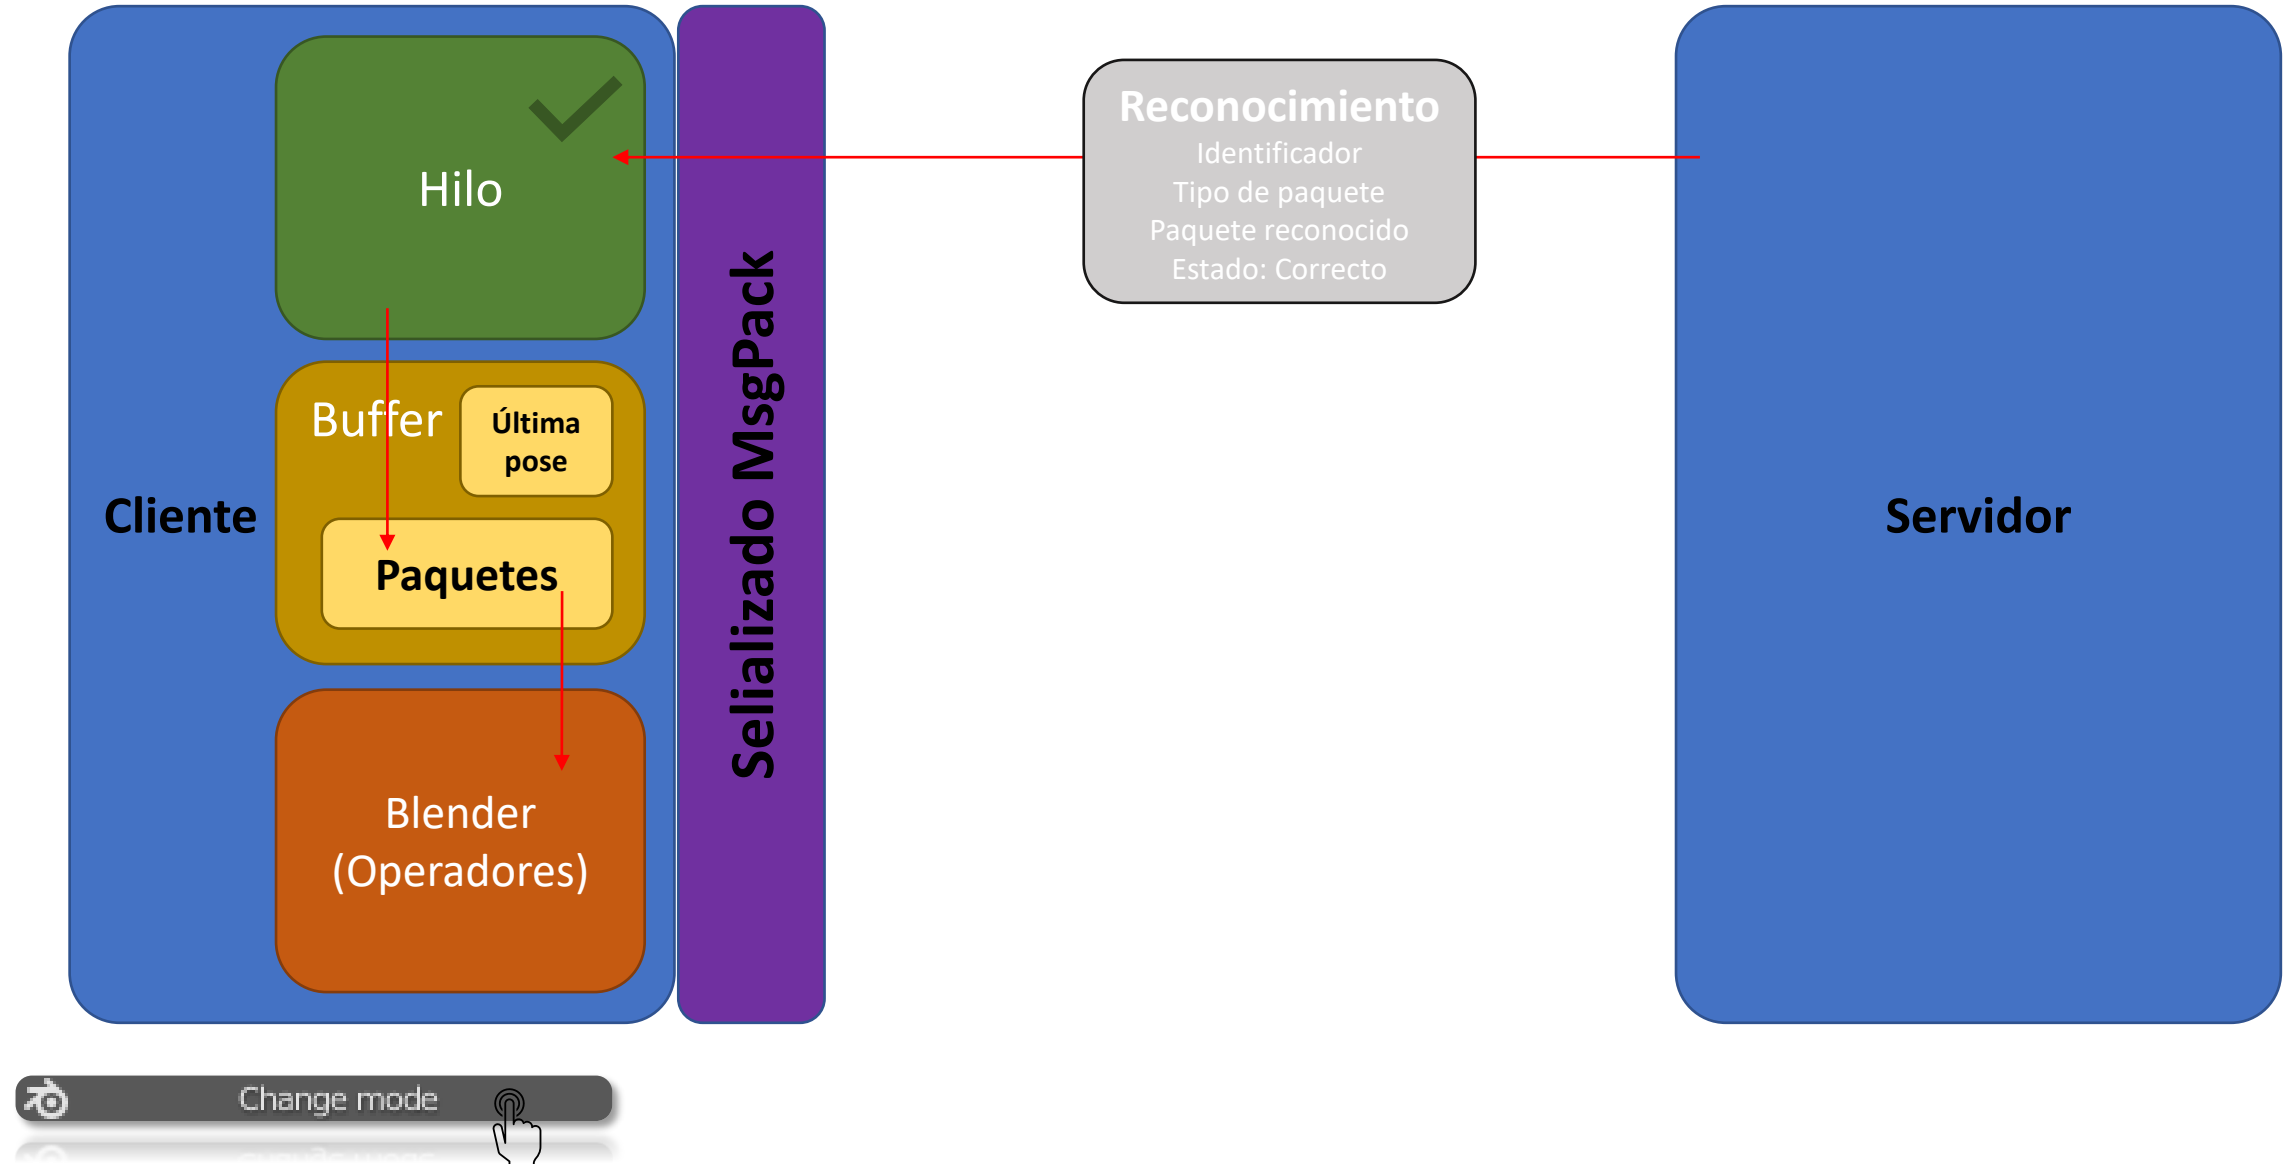 Hilo
Buffer
Última
pose
Cliente
Paquetes
Blender
(Operadores)
Selializado MsgPack
Reconocimiento
Identificador
Tipo de paquete
Paquete reconocido
Estado: Correcto
Servidor
Change mode